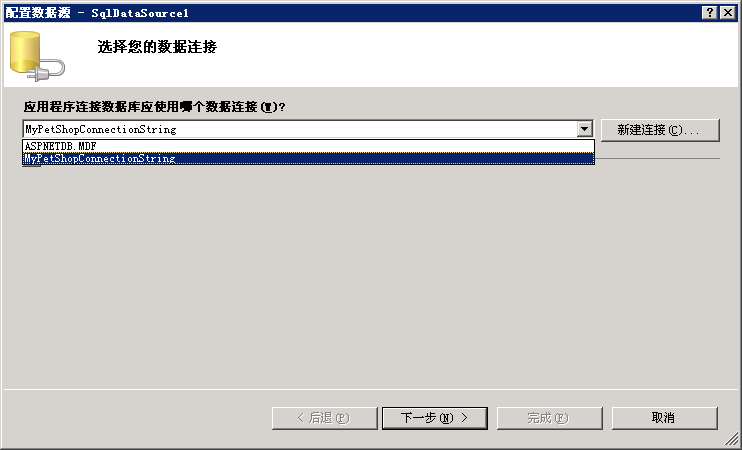 配置数据源 - SqlDataSource1
选择您的数据连接
应用程序连接数据库应使用哪个数据连接(W)?
MyPetShopConnectionString
新建连接(C)...
ASPNETDB.MDF
MyPetShopConnectionString
< 后退(P)
下一步(N) >
完成(F)
取消